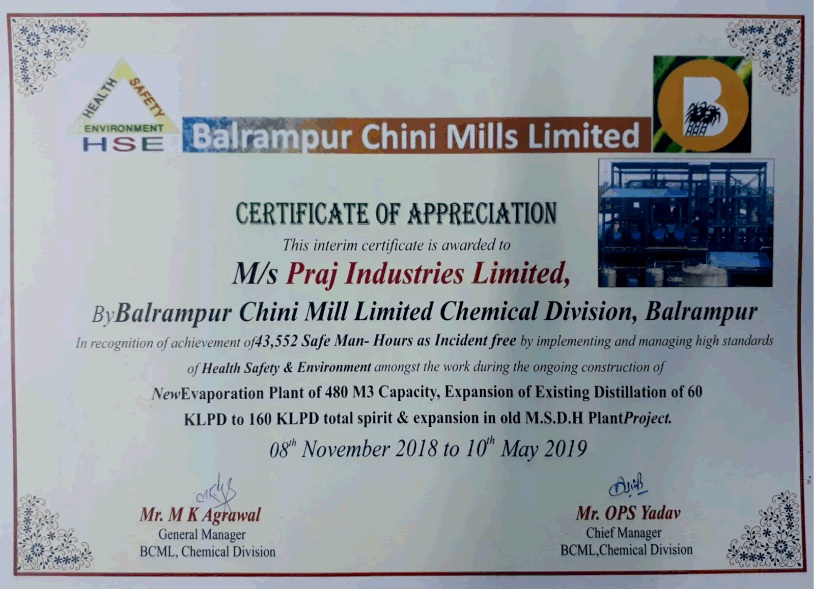 HEALTH SAFETY
ENVIRONMENT
HSE
Balrampur Chini Mills Limited
B
CERTIFICATE OF APPRECIATION
This interim certificate is awarded to
M/s Praj Industries Limited,
ByBalrampur Chini Mill Limited Chemical Division, Balrampur
In recognition of achievement of43,552 Safe Man- Hours as Incident free by implementing and managing high standards
of Health Safety & Environment amongst the work during the ongoing construction of
NewEvaporation Plant of 480 M3 Capacity, Expansion of Existing Distillation of 60
KLPD to 160 KLPD total spirit & expansion in old M.S.D.H PlantProject.
08th November 2018 to 10th May 2019
Mr. M K Agrawal
General Manager
BCML, Chemical Division
Mr. OPS Yadav
Chief Manager
BCML,Chemical Division